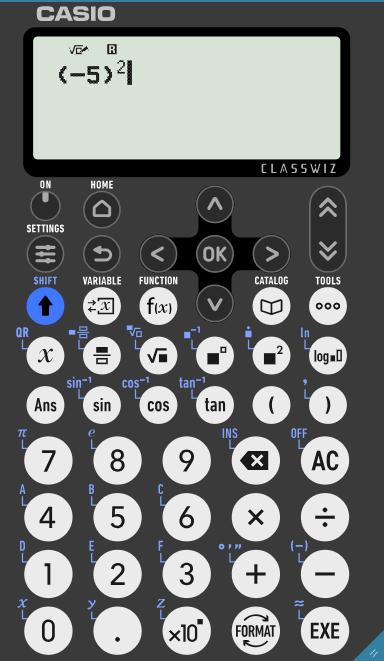 CASIO
√ R
(−5)²
CLASSWIZ
ON HOME
SETTINGS
OK
SHIFT VARIABLE FUNCTION CATALOG TOOLS
x f(x)
QR √ ■⁻¹ ln
x √■ ■² log■
sin⁻¹ cos⁻¹ tan⁻¹ ,
Ans sin cos tan ( )
π e INS OFF
7 8 9 AC
A B C
4 5 6 × ÷
D E F °′″ (−)
1 2 3 + −
x y z ≈
0 . ×10■ FORMAT EXE